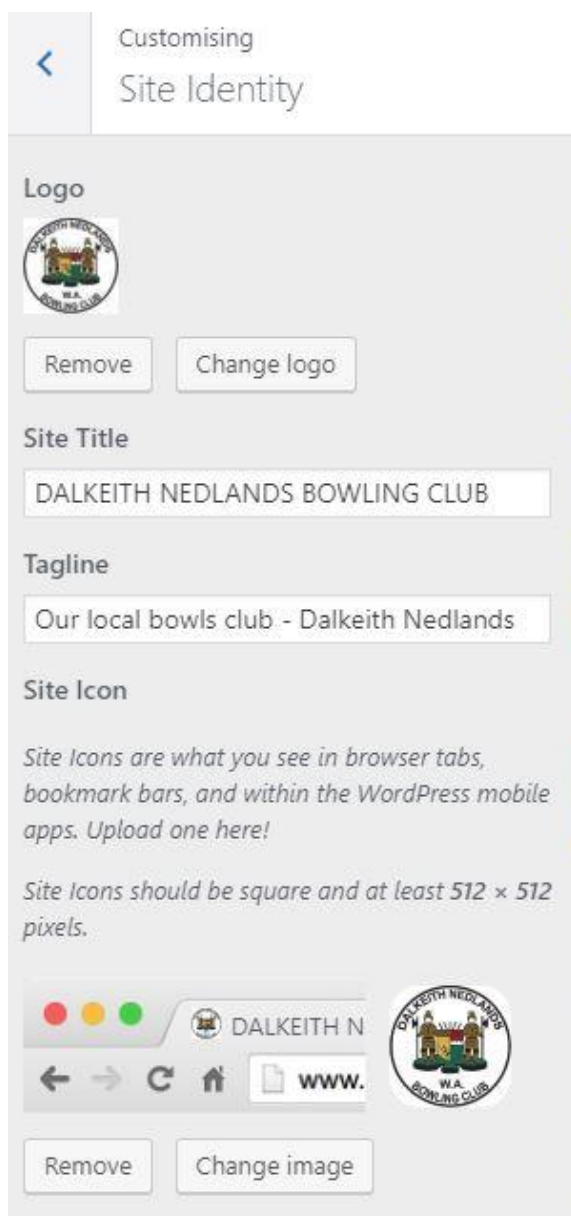 Customising
Site Identity
Logo
DALKEITH NEDLANDS
W.A.
BOWLING CLUB
Remove
Change logo
Site Title
DALKEITH NEDLANDS BOWLING CLUB
Tagline
Our local bowls club - Dalkeith Nedlands
Site Icon
Site Icons are what you see in browser tabs,
bookmark bars, and within the WordPress mobile
apps. Upload one here!
Site Icons should be square and at least 512 × 512
pixels.
DALKEITH N
www.
DALKEITH NEDLANDS
W.A.
BOWLING CLUB
Remove
Change image